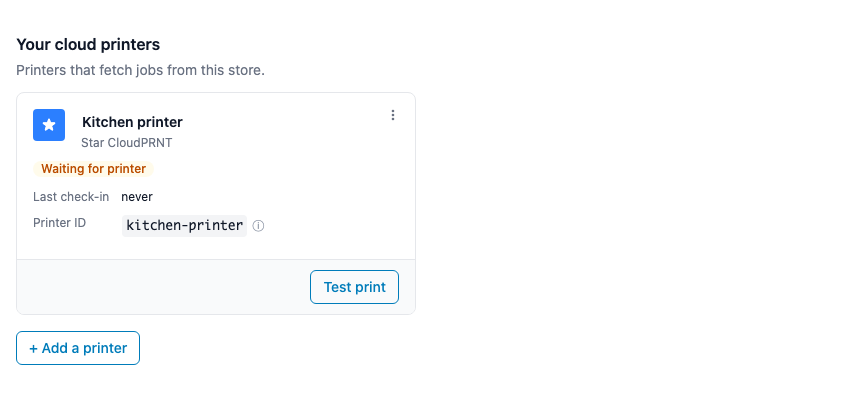 Your cloud printers
Printers that fetch jobs from this store.
Kitchen printer
Star CloudPRNT
Waiting for printer
Last check-in never
Printer ID kitchen-printer
Test print
+ Add a printer